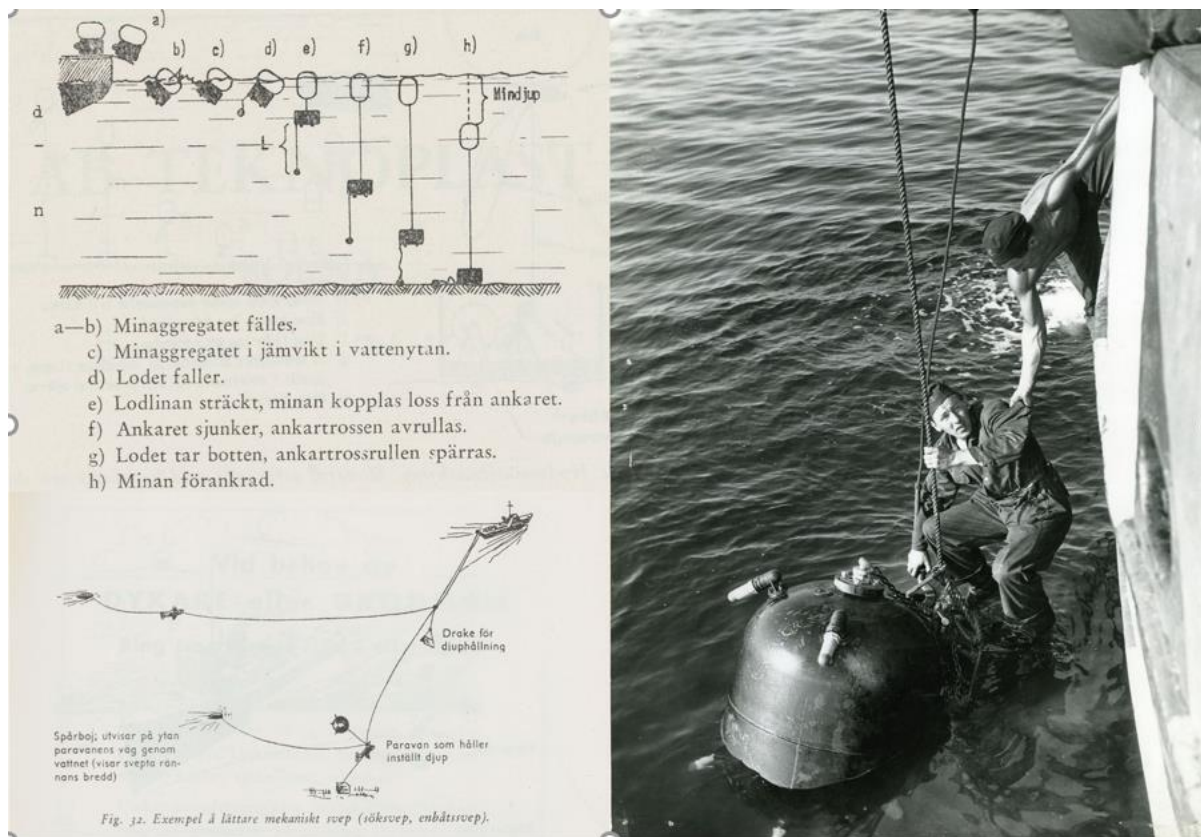 a)
b) c) d) e) f) g) h)
Mindjup
d
L
-
n
a—b) Minaggregatet fälles.
c) Minaggregatet i jämvikt i vattenytan.
d) Lodet faller.
e) Lodlinan sträckt, minan kopplas loss från ankaret.
f) Ankaret sjunker, ankartrossen avrullas.
g) Lodet tar botten, ankartrossrullen spärras.
h) Minan förankrad.
Drake för
djuphållning
Spårboj; utvisar på ytan
paravanens väg genom
vattnet (visar svepta rän-
nans bredd)
Paravan som håller
inställt djup
Fig. 32. Exempel å lättare mekaniskt svep (söksvep, enbåtssvep).